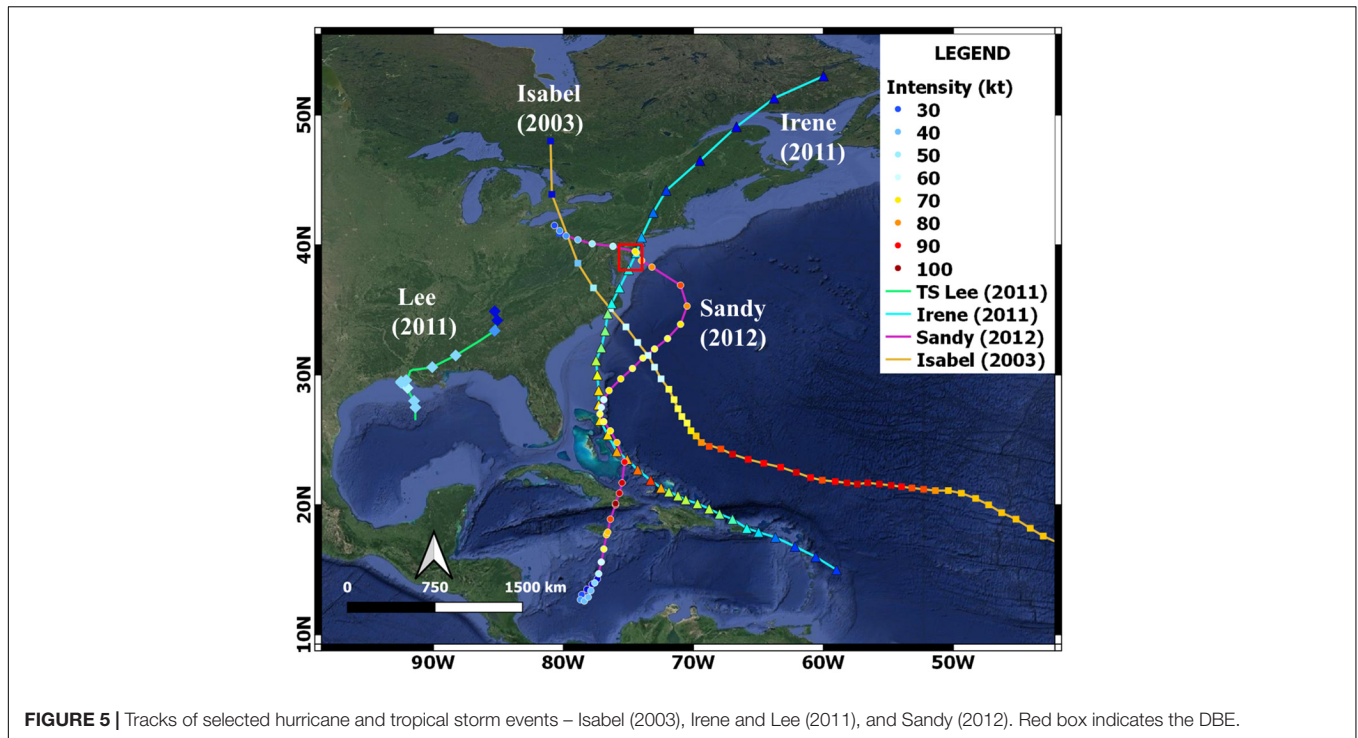 Isabel
(2003)
Irene
(2011)
Sandy
(2012)
Lee
(2011)
LEGEND
Intensity (kt)
30
40
50
60
70
80
90
100
TS Lee (2011)
Irene (2011)
Sandy (2012)
Isabel (2003)
50N
40N
30N
20N
10N
0 750 1500 km
90W 80W 70W 60W 50W
FIGURE 5 | Tracks of selected hurricane and tropical storm events – Isabel (2003), Irene and Lee (2011), and Sandy (2012). Red box indicates the DBE.